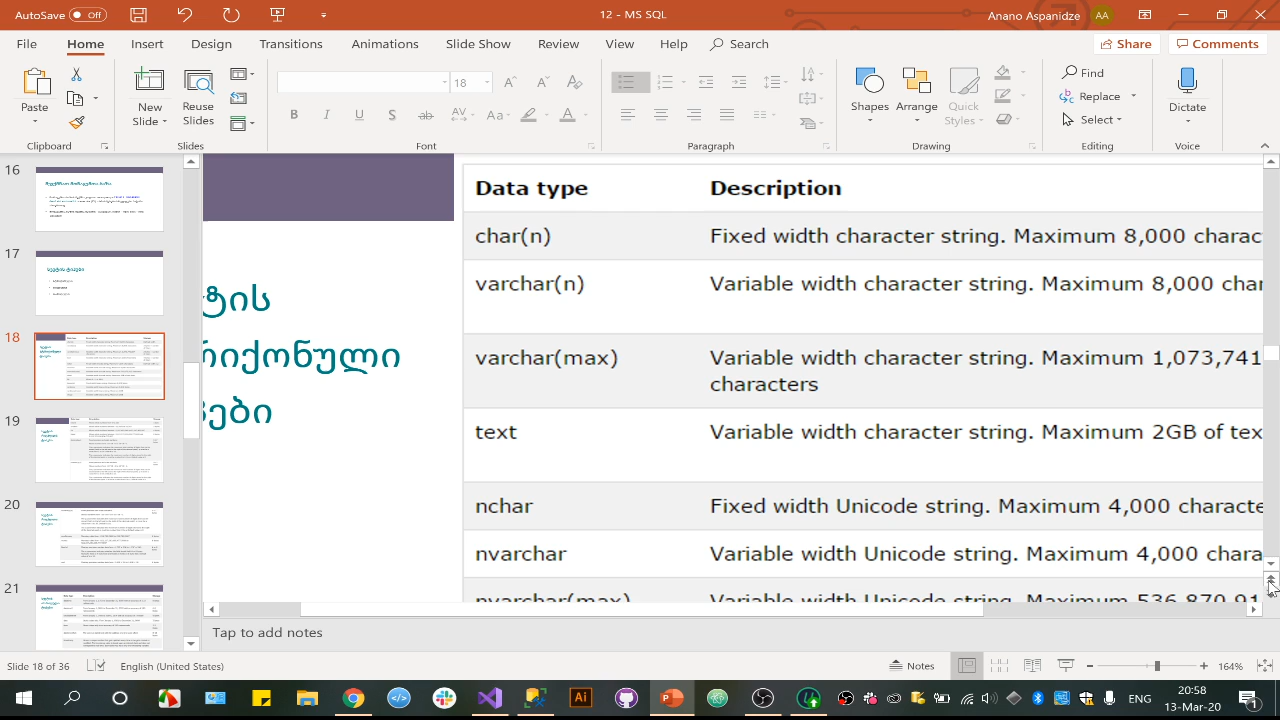 AutoSave Off
12 - MS SQL
Anano Aspanidze AA
File Home Insert Design Transitions Animations Slide Show Review View Help Search
Share Comments
Paste
New Slide
Reuse Slides
18
Shapes
Arrange
Quick Styles
Find
Replace
Select
Dictate
Clipboard Slides Font Paragraph Drawing Editing Voice
16
17
18
19
20
21
Data type Description
char(n) Fixed width character string. Maximum 8,000 charac
varchar(n) Variable width character string. Maximum 8,000 char
varchar(max) Variable width character string. Maximum 1,073,741
characters
text Variable width character string. Maximum 2GB of tex
nchar Fixed width Unicode string. Maximum 4,000 characte
nvarchar Variable width Unicode string. Maximum 4,000 chara
ტის
რიქონული
პები
Tap to add notes
Slide 18 of 36 English (United States) Notes 164%
ENG 20:58
13-Mar-20